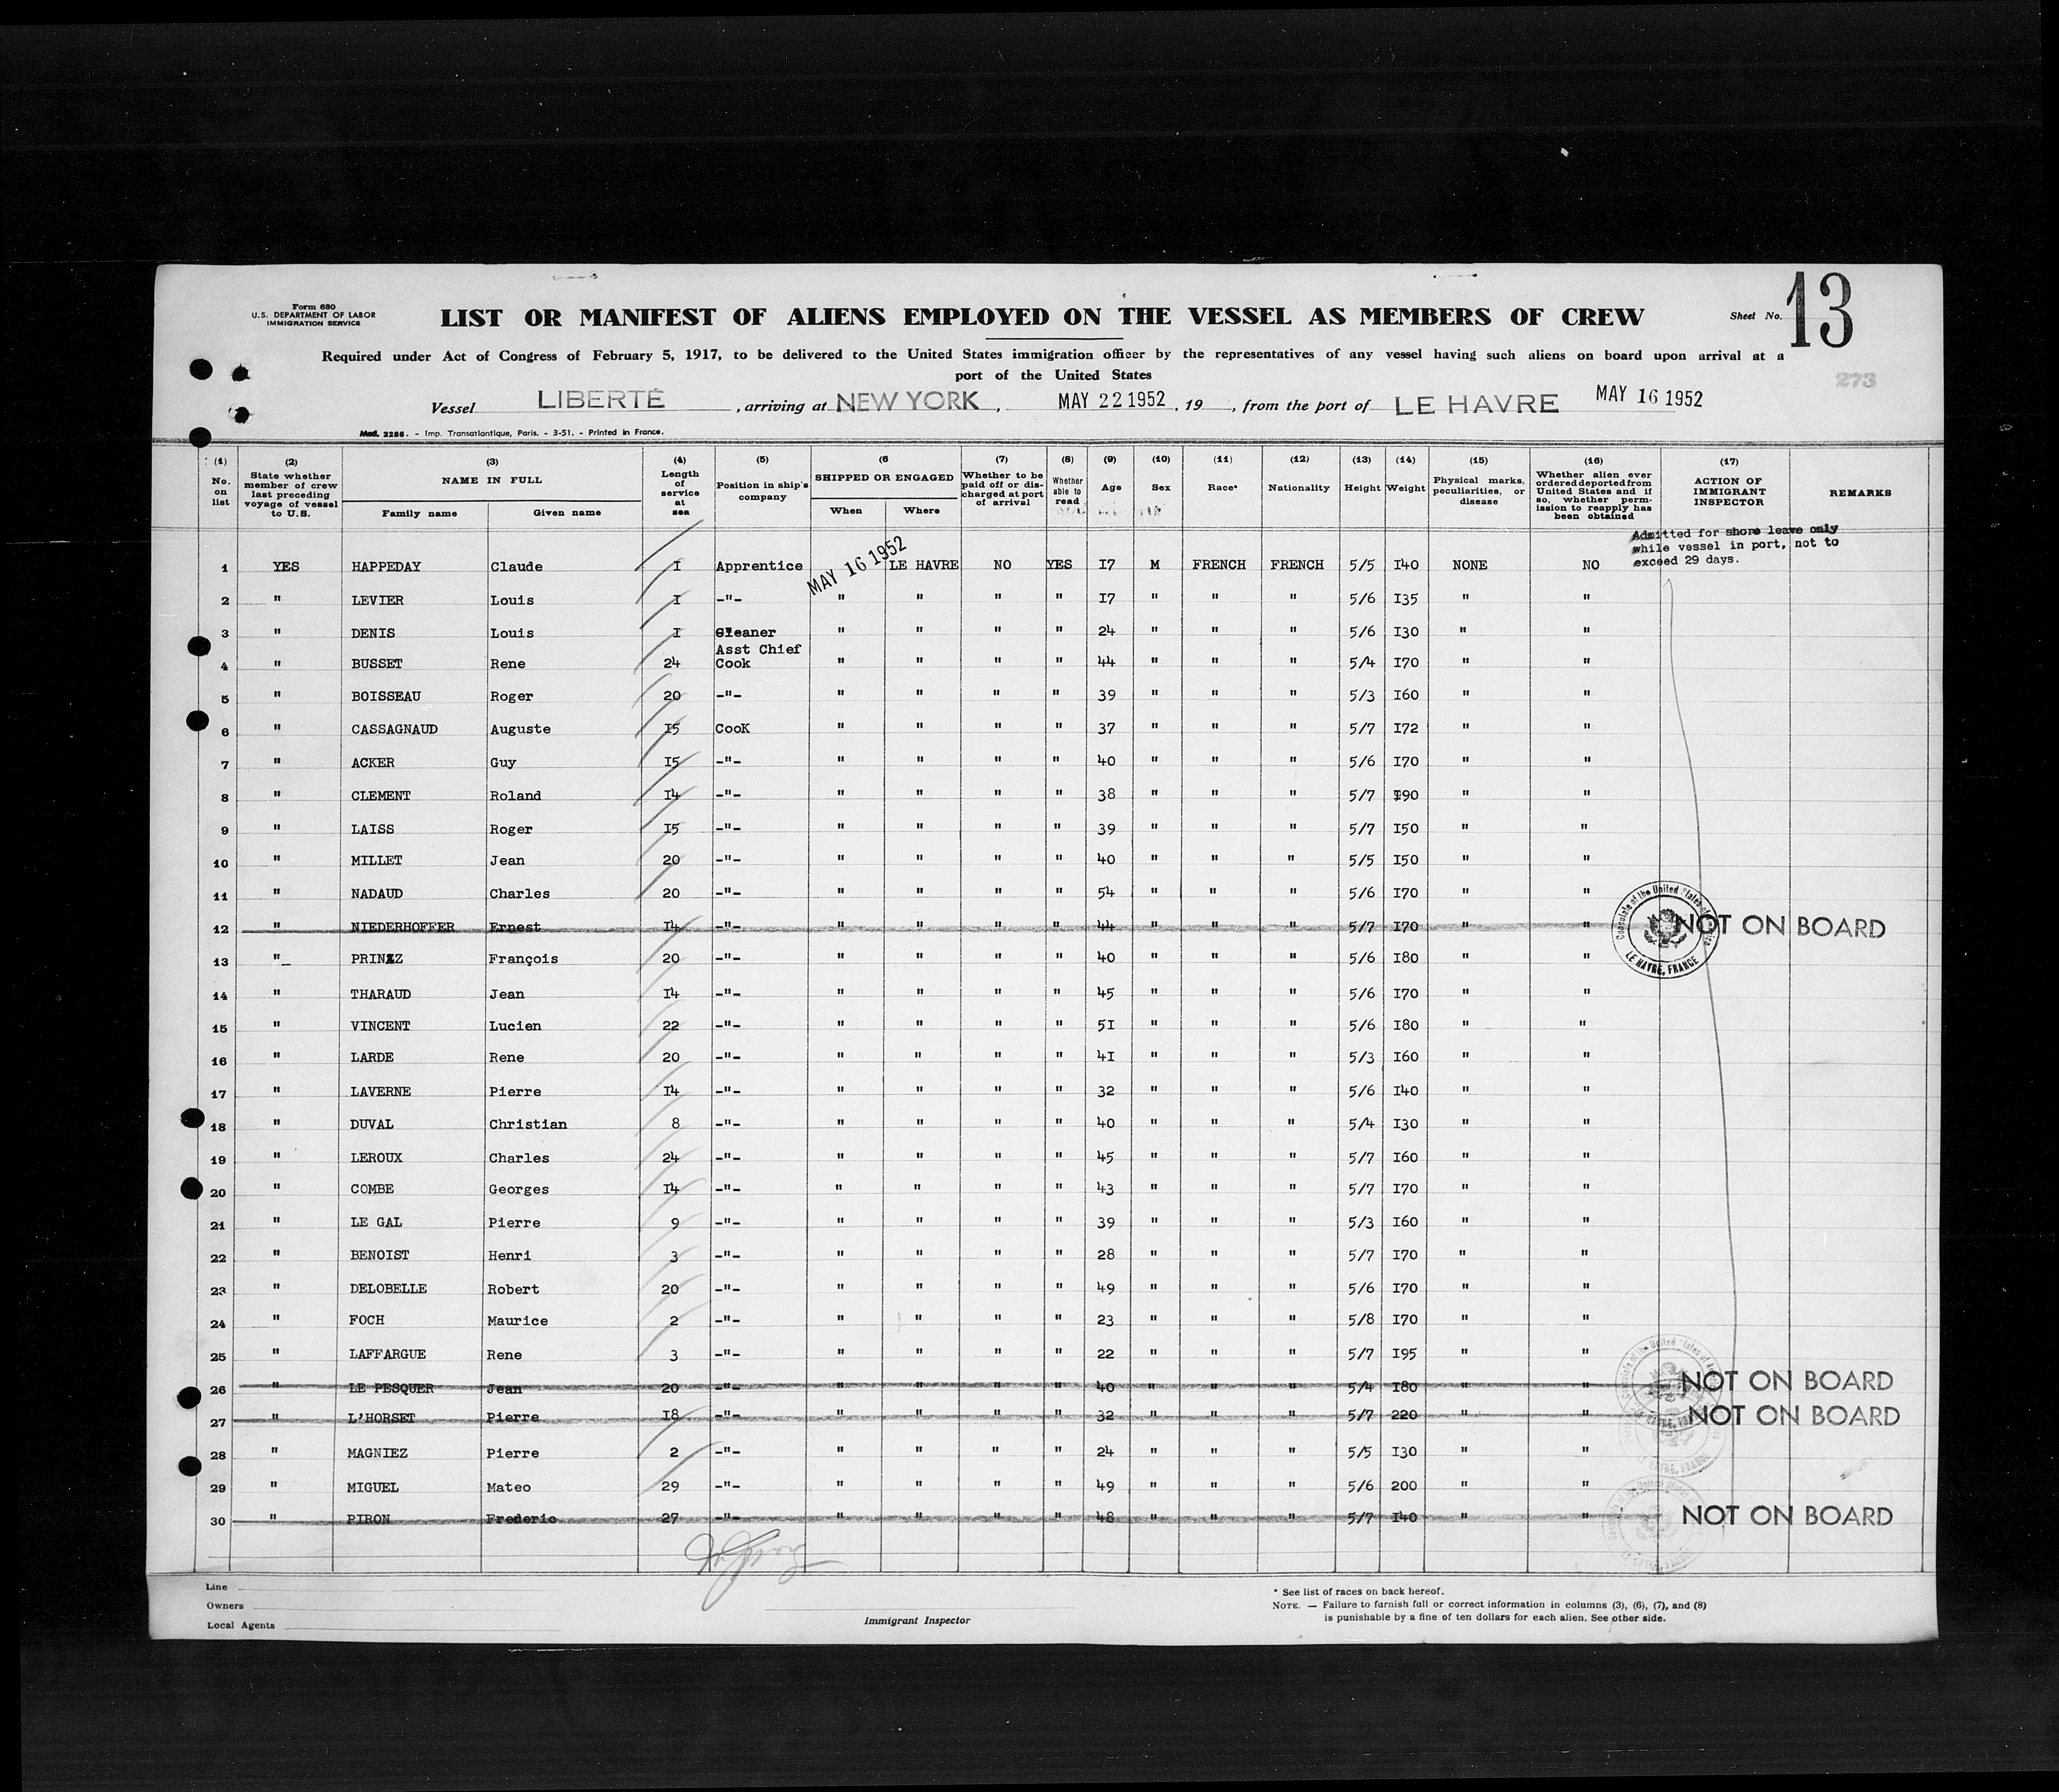 Form 680
U.S. DEPARTMENT OF LABOR
IMMIGRATION SERVICE
LIST OR MANIFEST OF ALIENS EMPLOYED ON THE VESSEL AS MEMBERS OF CREW
Sheet No. 13
Required under Act of Congress of February 5, 1917, to be delivered to the United States immigration officer by the representatives of any vessel having such aliens on board upon arrival at a
port of the United States
273
Vessel LIBERTÉ, arriving at NEW YORK, MAY 22 1952, 19, from the port of LE HAVRE MAY 16 1952
Mod. 2286. - Imp. Transatlantique, Paris. - 3-51. - Printed in France.
(1) No. on list (2) State whether member of crew last preceding voyage of vessel to U.S. (3) NAME IN FULL Family name Given name (4) Length of service at sea (5) Position in ship's company (6 SHIPPED OR ENGAGED When Where (7) Whether to be paid off or discharged at port of arrival (8) Whether able to read (9) Age (10) Sex (11) Race* (12) Nationality (13) Height (14) Weight (15) Physical marks, peculiarities, or disease (16) Whether alien ever ordered deported from United States and if so, whether permission to reapply has been obtained (17) ACTION OF IMMIGRANT INSPECTOR REMARKS
Admitted for shore leave only
while vessel in port, not to
exceed 29 days.
1 YES HAPPEDAY Claude I Apprentice MAY 16 1952 LE HAVRE NO YES I7 M FRENCH FRENCH 5/5 I40 NONE NO
2 " LEVIER Louis I -"- " " " " I7 " " " 5/6 I35 " "
3 " DENIS Louis I Cleaner " " " " 24 " " " 5/6 I30 " "
Asst Chief
4 " BUSSET Rene 24 Cook " " " " 44 " " " 5/4 I70 " "
5 " BOISSEAU Roger 20 -"- " " " " 39 " " " 5/3 I60 " "
6 " CASSAGNAUD Auguste I5 CooK " " " " 37 " " " 5/7 I72 " "
7 " ACKER Guy I5 -"- " " " " 40 " " " 5/6 I70 " "
8 " CLEMENT Roland I4 -"- " " " " 38 " " " 5/7 I90 " "
9 " LAISS Roger I5 -"- " " " " 39 " " " 5/7 I50 " "
10 " MILLET Jean 20 -"- " " " " 40 " " " 5/5 I50 " "
11 " NADAUD Charles 20 -"- " " " " 54 " " " 5/6 I70 " "
12 " NIEDERHOFFER Ernest I4 -"- " " " " 44 " " " 5/7 I70 " " NOT ON BOARD
Consulate of the United States of America LE HAVRE, FRANCE
13 " PRINZ François 20 -"- " " " " 40 " " " 5/6 I80 " "
14 " THARAUD Jean I4 -"- " " " " 45 " " " 5/6 I70 " "
15 " VINCENT Lucien 22 -"- " " " " 5I " " " 5/6 I80 " "
16 " LARDE Rene 20 -"- " " " " 4I " " " 5/3 I60 " "
17 " LAVERNE Pierre I4 -"- " " " " 32 " " " 5/6 I40 " "
18 " DUVAL Christian 8 -"- " " " " 40 " " " 5/4 I30 " "
19 " LEROUX Charles 24 -"- " " " " 45 " " " 5/7 I60 " "
20 " COMBE Georges I4 -"- " " " " 43 " " " 5/7 I70 " "
21 " LE GAL Pierre 9 -"- " " " " 39 " " " 5/3 I60 " "
22 " BENOIST Henri 3 -"- " " " " 28 " " " 5/7 I70 " "
23 " DELOBELLE Robert 20 -"- " " " " 49 " " " 5/6 I70 " "
24 " FOCH Maurice 2 -"- " " " " 23 " " " 5/8 I70 " "
25 " LAFFARGUE Rene 3 -"- " " " " 22 " " " 5/7 I95 " "
26 " LE PESQUER Jean 20 -"- " " " " 40 " " " 5/4 I80 " " NOT ON BOARD
27 " L'HORSET Pierre I8 -"- " " " " 32 " " " 5/7 220 " " NOT ON BOARD
28 " MAGNIEZ Pierre 2 -"- " " " " 24 " " " 5/5 I30 " "
29 " MIGUEL Mateo 29 -"- " " " " 49 " " " 5/6 200 " "
30 " PIRON Frederic 27 -"- " " " " 48 " " " 5/7 I40 " " NOT ON BOARD
Line
Owners
Local Agents
Immigrant Inspector
* See list of races on back hereof.
NOTE. — Failure to furnish full or correct information in columns (3), (6), (7), and (8)
is punishable by a fine of ten dollars for each alien. See other side.